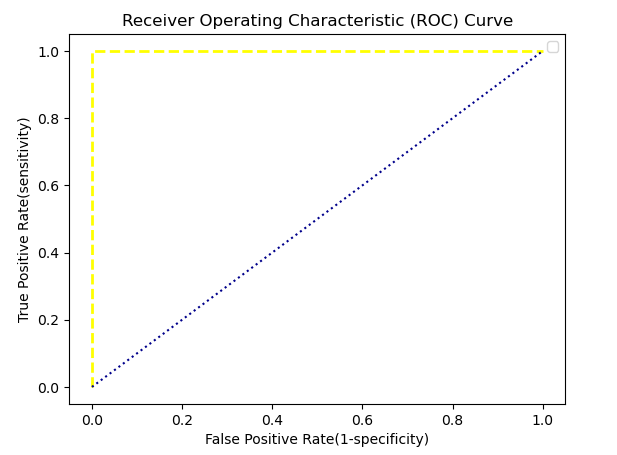 Receiver Operating Characteristic (ROC) Curve
1.0
0.8
0.6
0.4
0.2
0.0
True Positive Rate(sensitivity)
0.0 0.2 0.4 0.6 0.8 1.0
False Positive Rate(1-specificity)